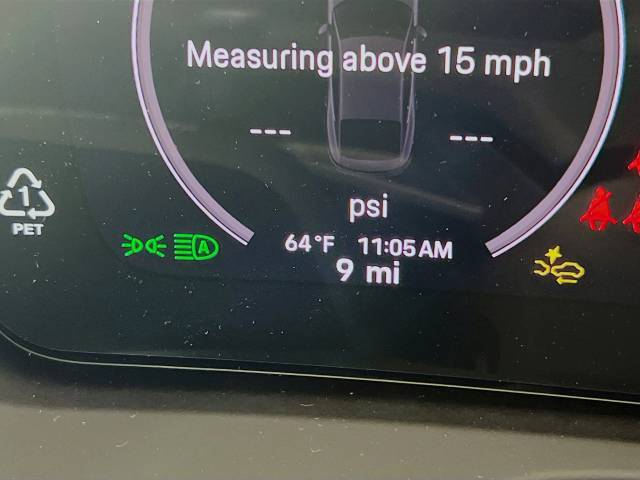 Measuring above 15 mph
--- ---
psi
1
PET
A
64°F 11:05AM
9 mi